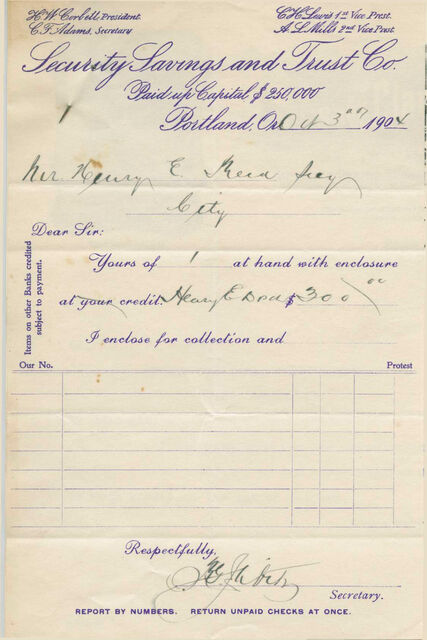 H. W. Corbett, President.
C. F. Adams, Secretary
C. H. Lewis 1st Vice Prest.
A. L. Mills 2nd Vice Prest.
Security Savings and Trust Co.
Paid up Capital $250,000
Portland, Or. Oct 3rd 1904
Mr. Henry E. Reed Secy
City
Dear Sir:
Yours of 1 at hand with enclosure
at your credit: Henry E $300 00
I enclose for collection and
Items on other Banks credited
subject to payment.
Our No. Protest
Respectfully,
Secretary.
REPORT BY NUMBERS. RETURN UNPAID CHECKS AT ONCE.